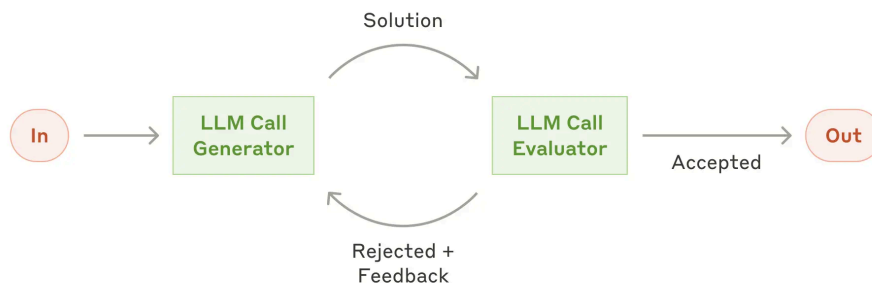 Solution
In
LLM Call
Generator
LLM Call
Evaluator
Out
Accepted
Rejected +
Feedback